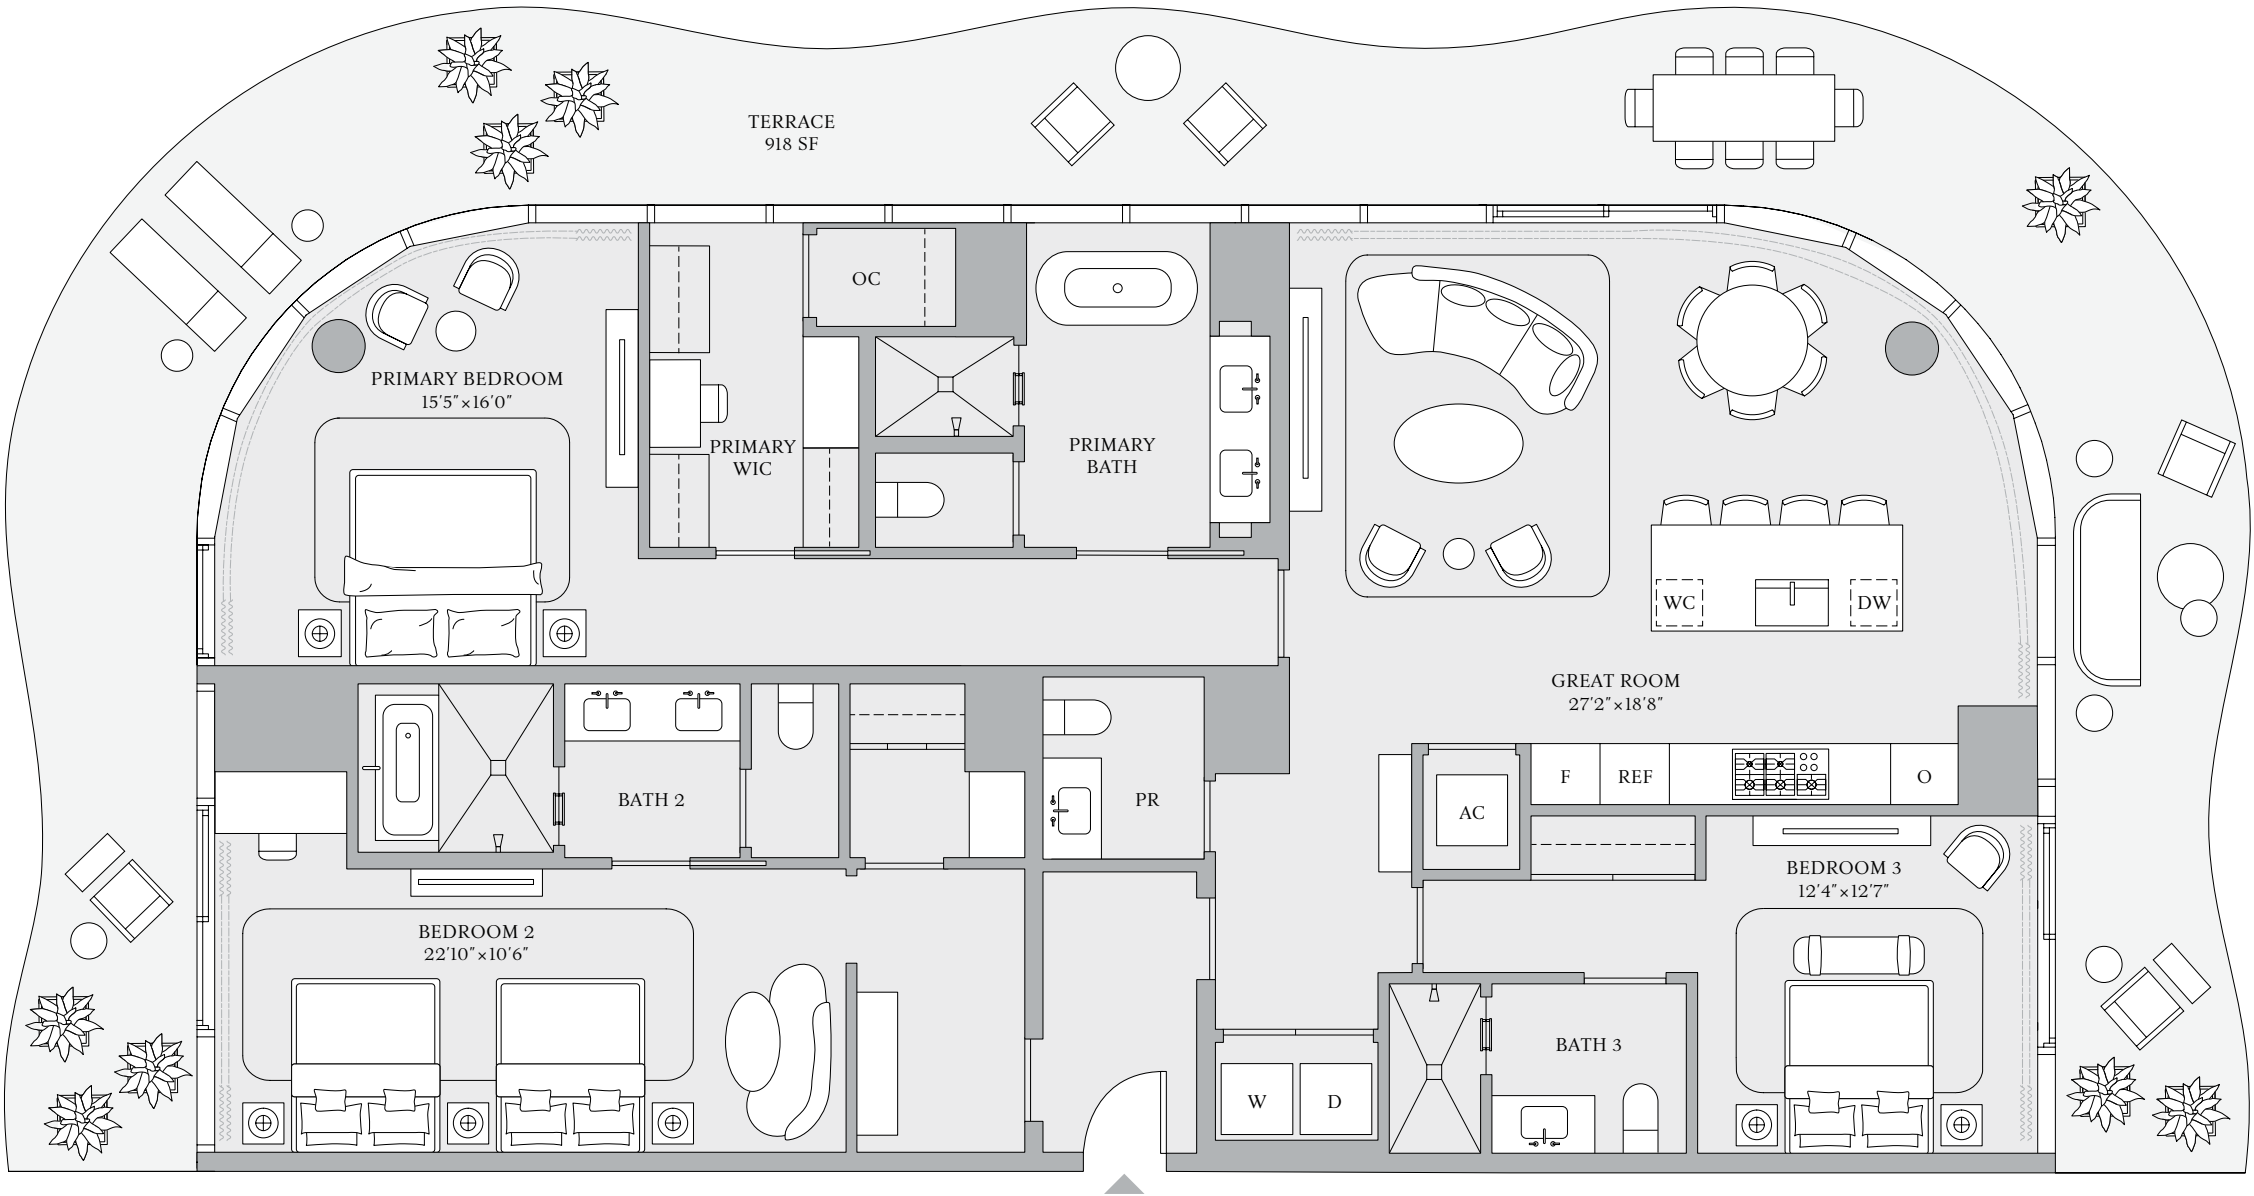 TERRACE
918 SF
OC
PRIMARY BEDROOM
15'5"×16'0"
PRIMARY
WIC
PRIMARY
BATH
WC
DW
GREAT ROOM
27'2"×18'8"
BATH 2
PR
AC
F
REF
O
BEDROOM 3
12'4"×12'7"
BEDROOM 2
22'10"×10'6"
BATH 3
W
D